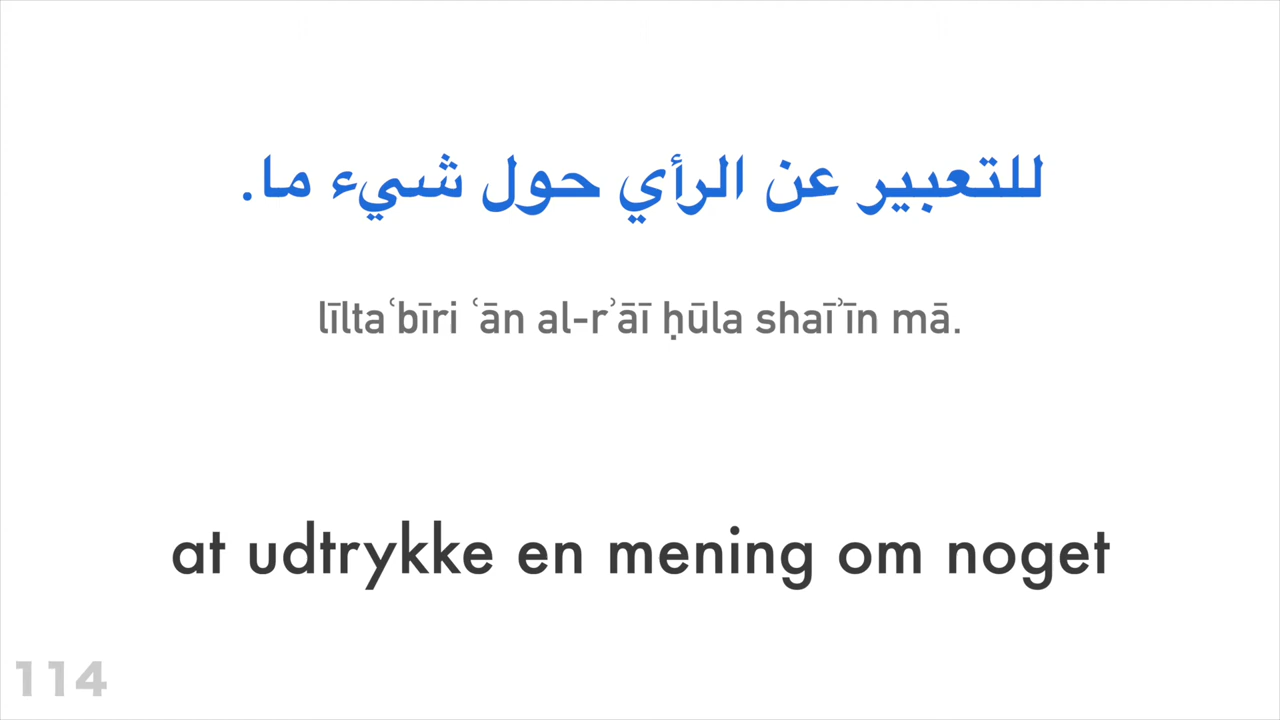 للتعبير عن الرأي حول شيء ما.
līltaʿbīri ʿān al-rʾāī ḥūla shaīʾīn mā.
at udtrykke en mening om noget
114